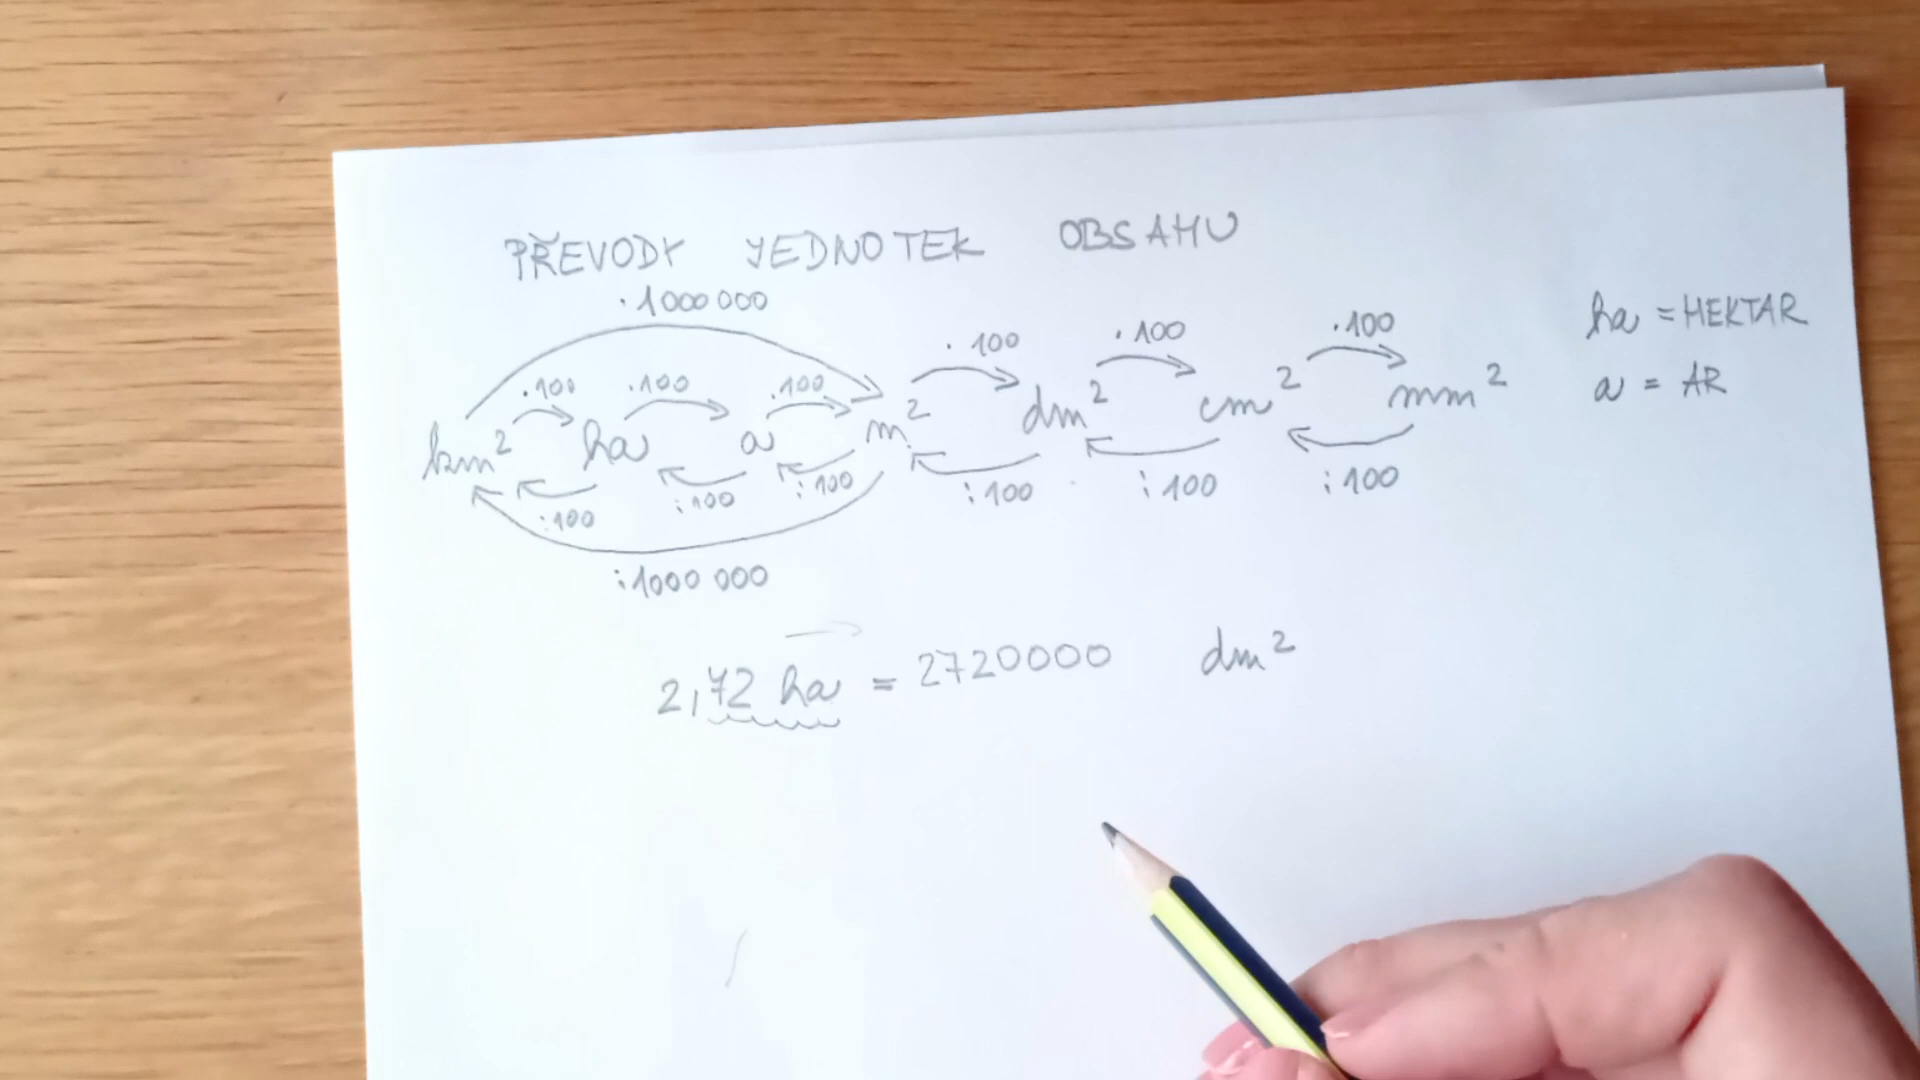 PŘEVODY JEDNOTEK OBSAHU
.1000 000
.100 .100 .100 .100 .100 .100
km² ha a m² dm² cm² mm²
:100 :100 :100 :100 :100 :100
:1000 000
ha = HEKTAR
a = AR
2,72 ha = 2720000 dm²